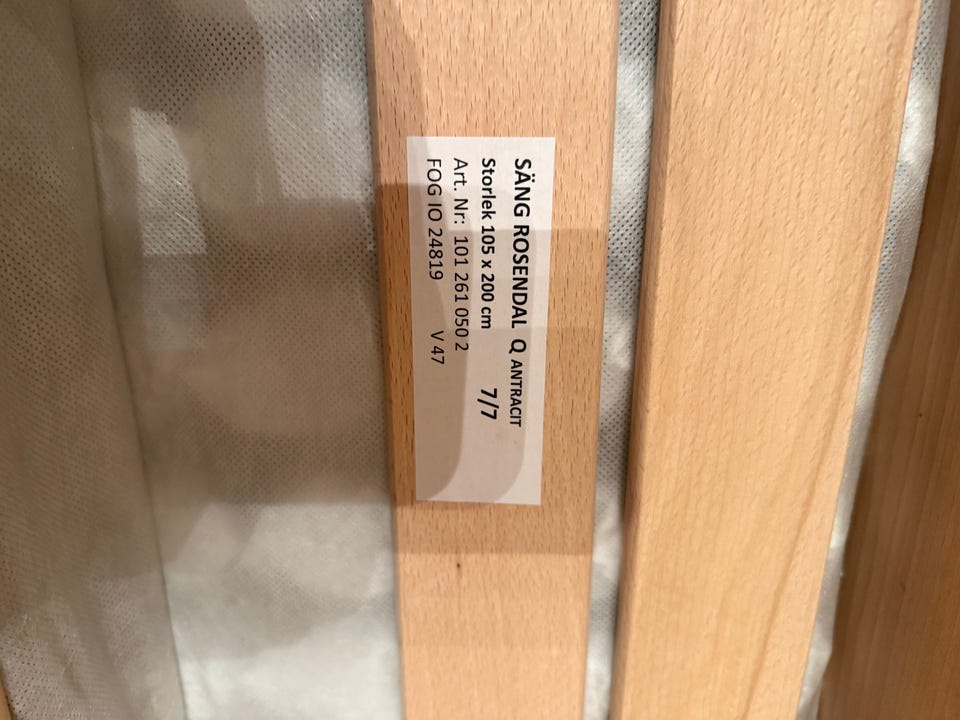 SÄNG ROSENDAL Q ANTRACIT
Storlek 105 x 200 cm 7/7
Art. Nr: 101 261 050 2
FOG IO 24819 V 47